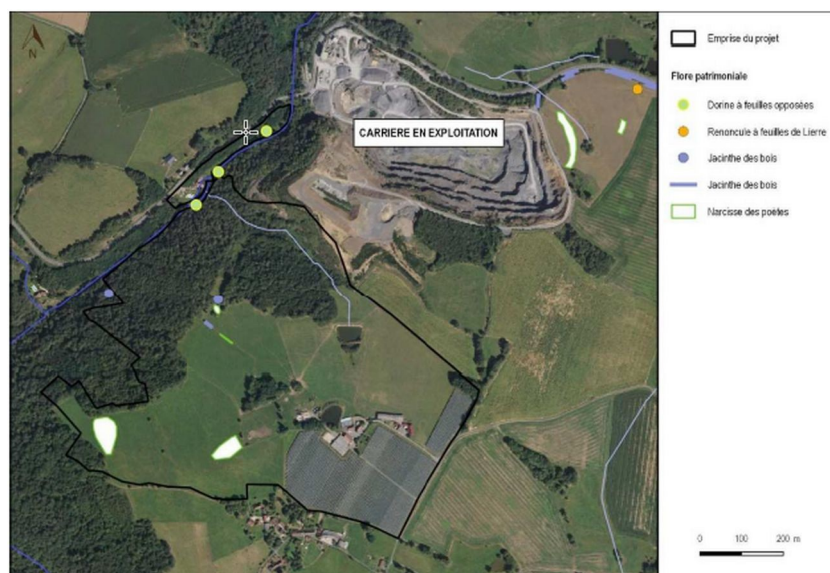 N
CARRIERE EN EXPLOITATION
Emprise du projet
Flore patrimoniale
Dorine à feuilles opposées
Renoncule à feuilles de Lierre
Jacinthe des bois
Jacinthe des bois
Narcisse des poètes
0 100 200 m